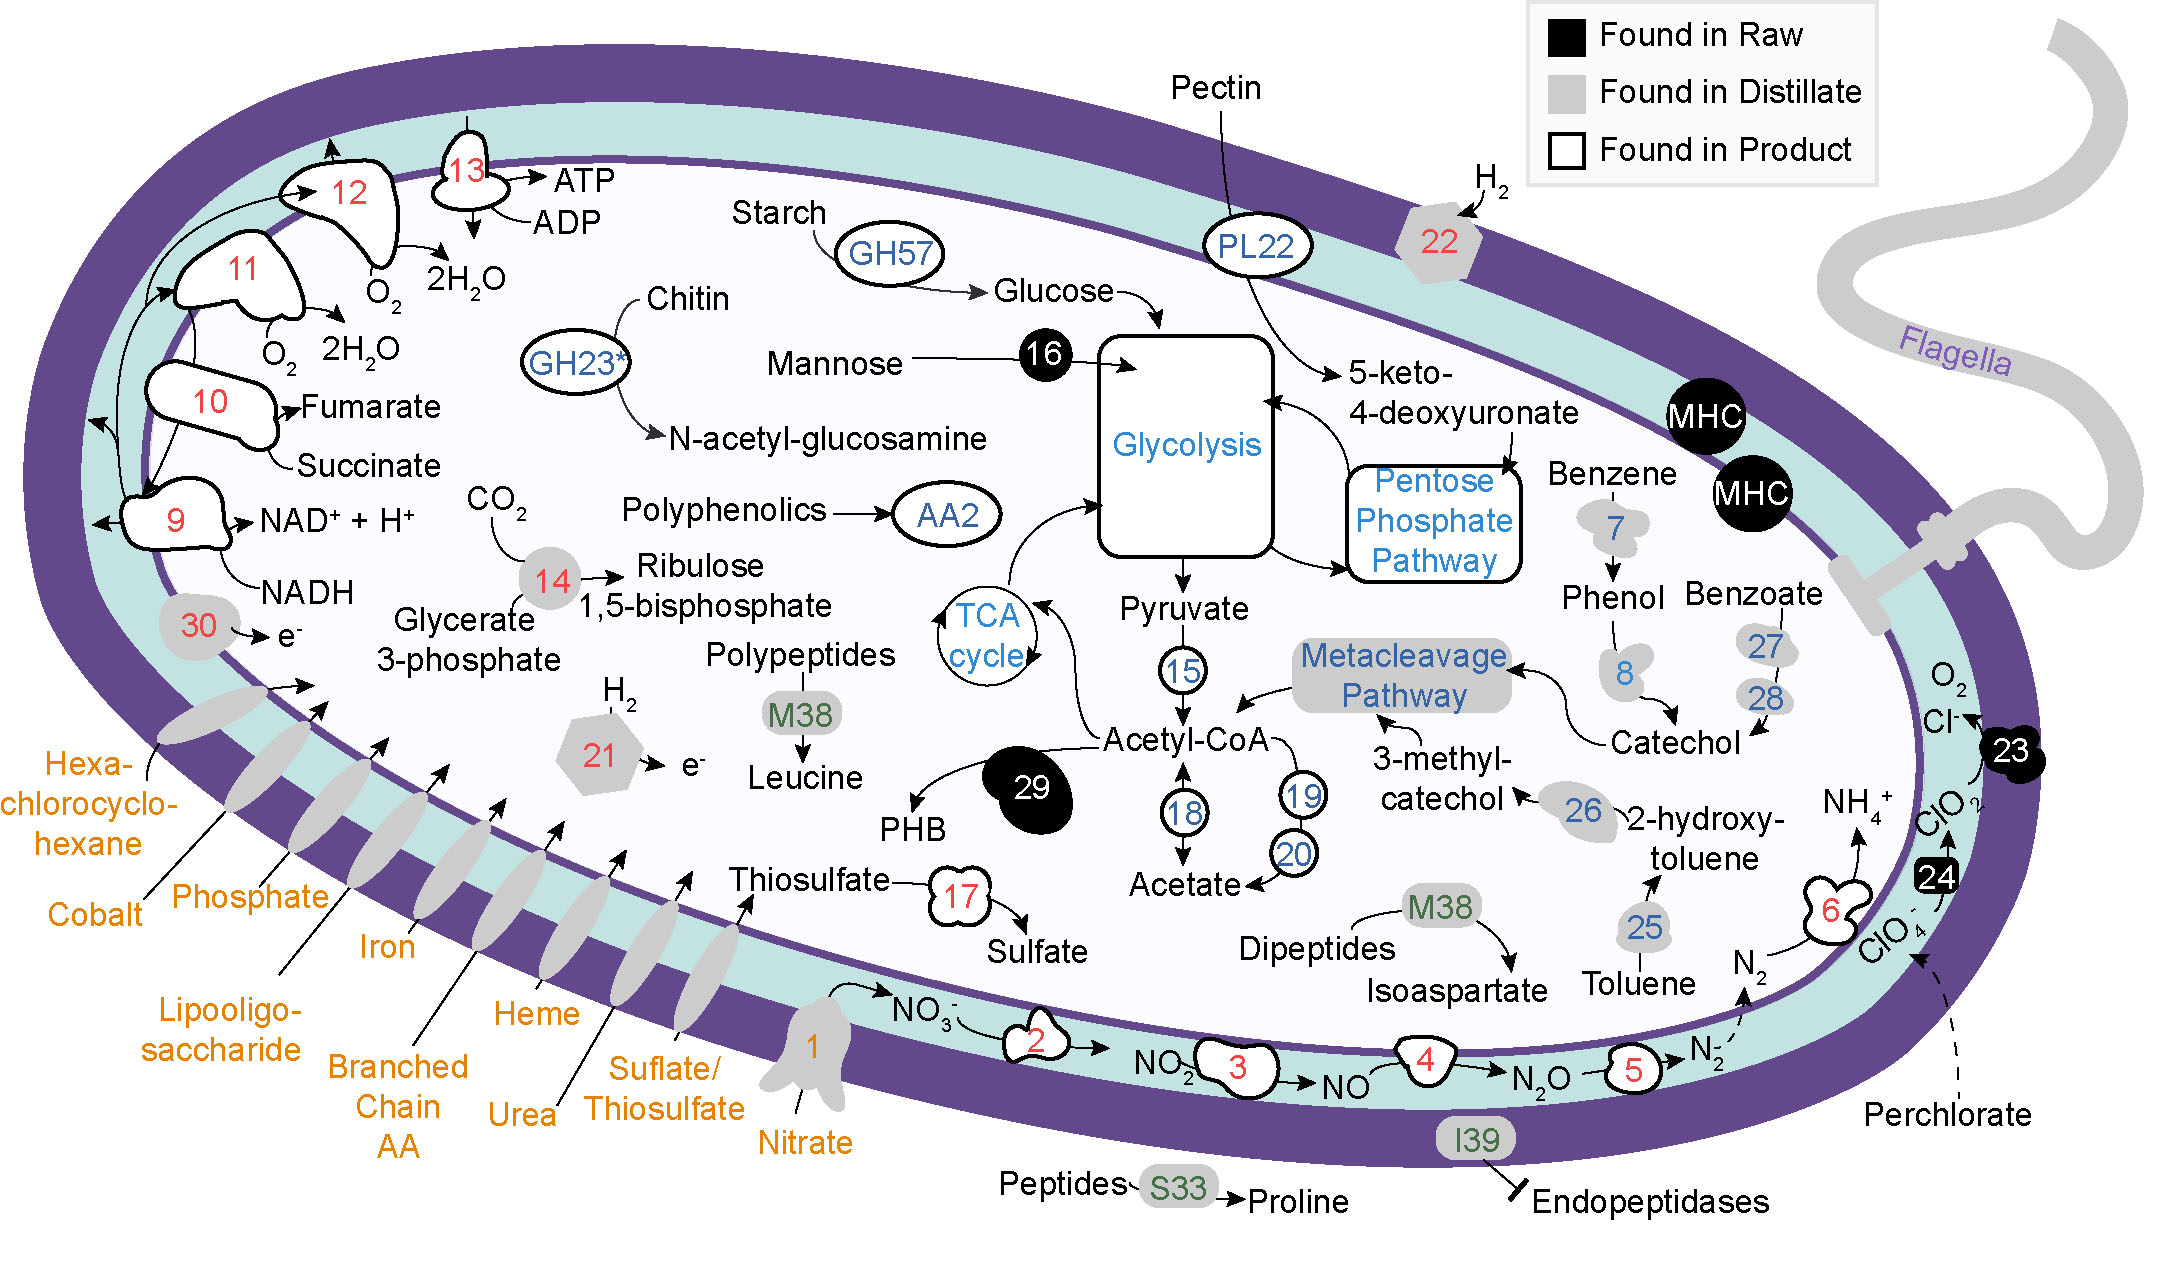 Found in Raw
Found in Distillate
Found in Product
Pectin
H2
22
Flagella
13
ATP
ADP
12
O2
2H2O
11
O2
2H2O
10
Fumarate
Succinate
9
NAD+ + H+
NADH
30
e-
Starch
GH57
Glucose
PL22
Chitin
GH23*
N-acetyl-glucosamine
Mannose
16
Glycolysis
5-keto-
4-deoxyuronate
Pentose
Phosphate
Pathway
MHC
MHC
Polyphenolics
AA2
CO2
14
Ribulose
1,5-bisphosphate
Glycerate
3-phosphate
TCA
cycle
Pyruvate
15
Acetyl-CoA
Benzene
7
Phenol
8
Benzoate
27
28
Catechol
Metacleavage
Pathway
3-methyl-
catechol
26
2-hydroxy-
toluene
25
Toluene
Polypeptides
M38
Leucine
H2
21
e-
29
PHB
18
19
20
Acetate
Thiosulfate
17
Sulfate
Dipeptides
M38
Isoaspartate
O2
Cl-
23
ClO2-
24
ClO4-
Perchlorate
NH4+
6
N2
Hexa-
chlorocyclo-
hexane
Cobalt
Phosphate
Lipooligo-
saccharide
Iron
Branched
Chain
AA
Heme
Urea
Suflate/
Thiosulfate
1
Nitrate
NO3-
2
NO2-
3
NO
4
N2O
5
N2-
I39
Endopeptidases
Peptides
S33
Proline